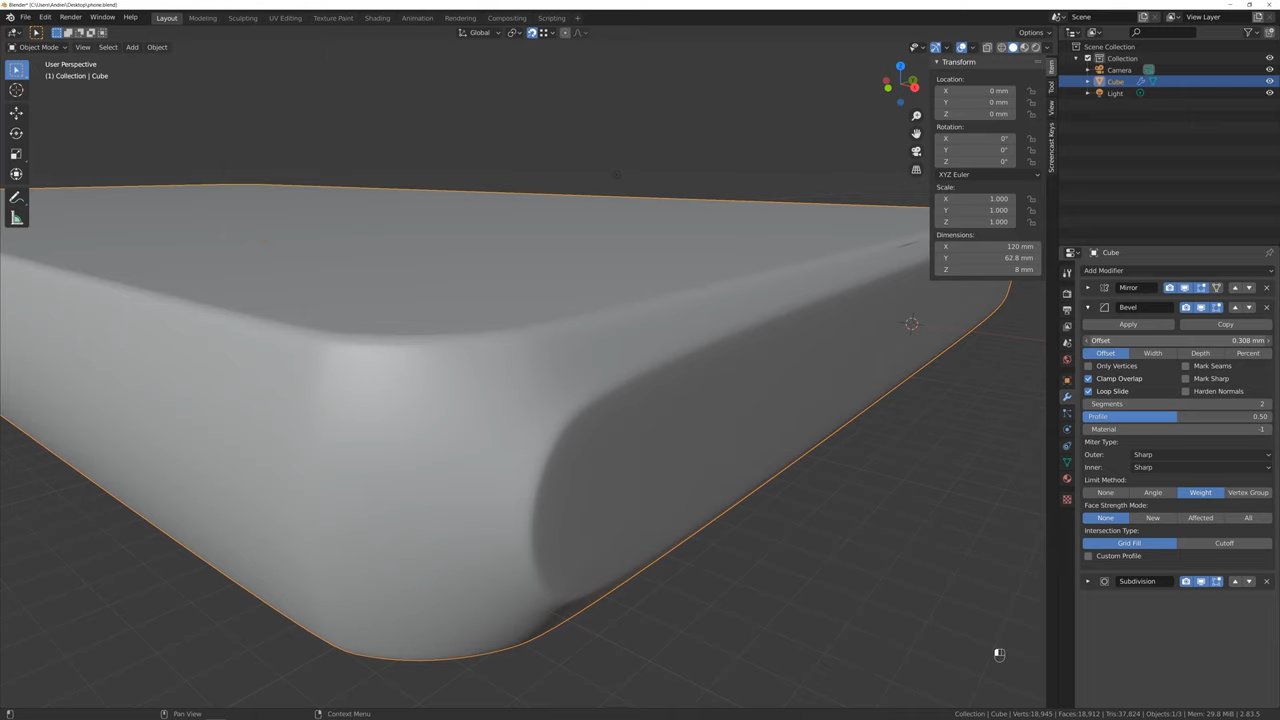 Blender* [C:\Users\Andrei\Desktop\phone.blend]
File Edit Render Window Help
Layout Modeling Sculpting UV Editing Texture Paint Shading Animation Rendering Compositing Scripting
Scene View Layer
Global Options
Object Mode View Select Add Object
User Perspective
(1) Collection | Cube
Transform
Location:
X 0 mm
Y 0 mm
Z 0 mm
Rotation:
X 0°
Y 0°
Z 0°
XYZ Euler
Scale:
X 1.000
Y 1.000
Z 1.000
Dimensions:
X 120 mm
Y 62.8 mm
Z 8 mm
Item
Tool
View
Screencast Keys
Scene Collection
Collection
Camera
Cube
Light
Cube
Add Modifier
Mirror
Bevel
Apply Copy
Offset 0.308 mm
Offset Width Depth Percent
Only Vertices Mark Seams
Clamp Overlap Mark Sharp
Loop Slide Harden Normals
Segments 2
Profile 0.50
Material -1
Miter Type:
Outer: Sharp
Inner: Sharp
Limit Method:
None Angle Weight Vertex Group
Face Strength Mode:
None New Affected All
Intersection Type:
Grid Fill Cutoff
Custom Profile
Subdivision
Pan View Context Menu
Collection | Cube | Verts:18,945 | Faces:18,912 | Tris:37,824 | Objects:1/3 | Mem: 29.8 MiB | 2.83.5